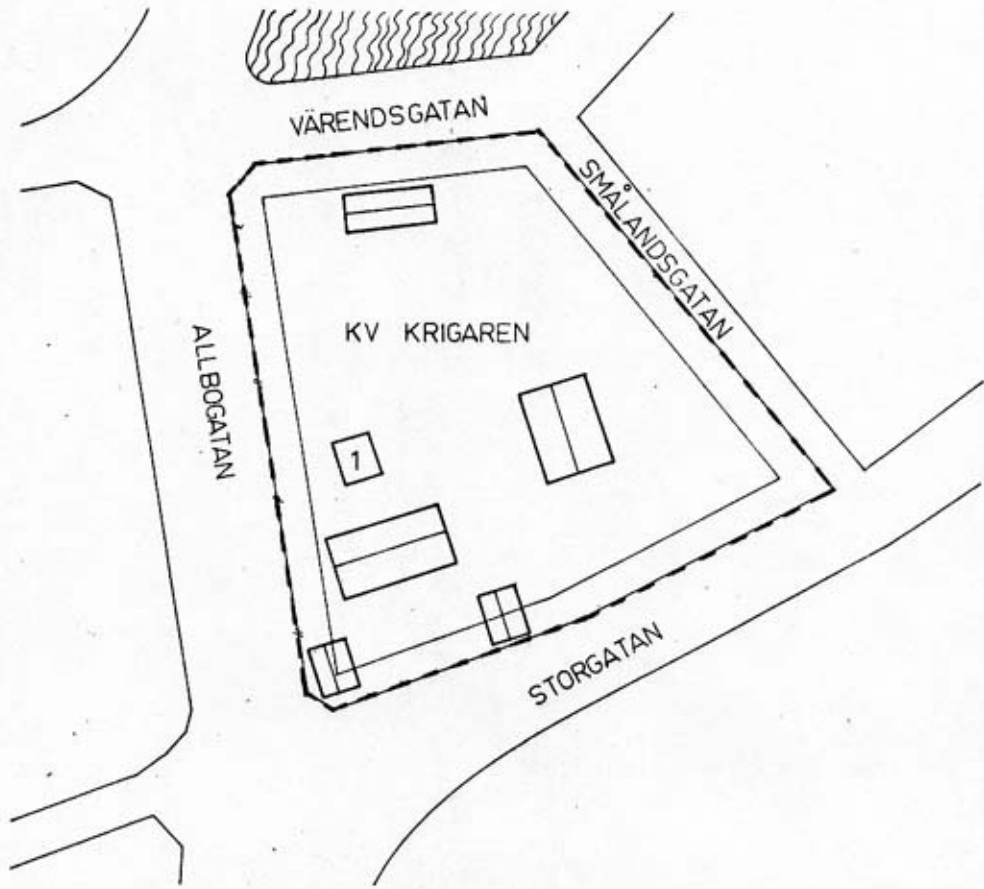 VÄRENDSGATAN
SMÅLANDSGATAN
KV KRIGAREN
ALLBOGATAN
1
STORGATAN